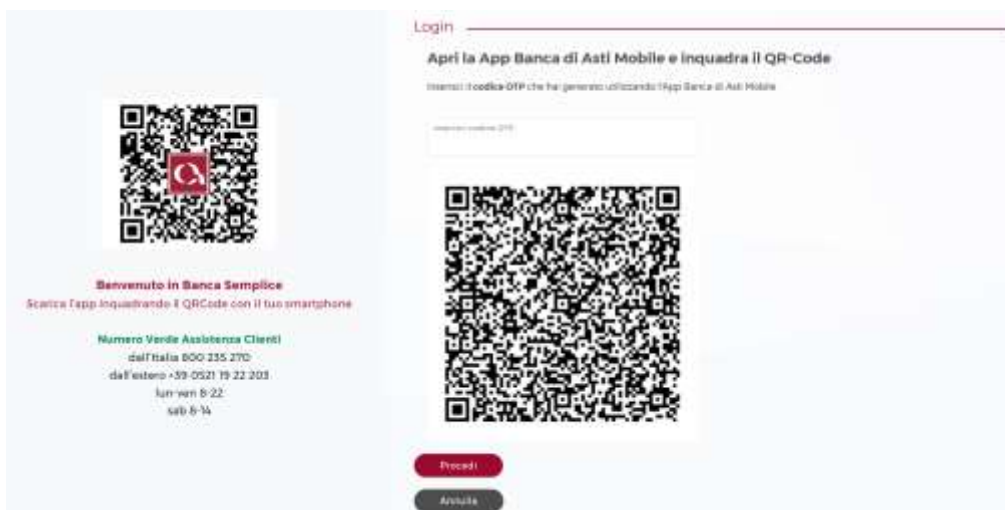 Login
Apri la App Banca di Asti Mobile e inquadra il QR-Code
Inserisci il codice OTP che hai generato utilizzando l'App Banca di Asti Mobile
Inserisci codice OTP
Benvenuto in Banca Semplice
Scarica l'app inquadrando il QRCode con il tuo smartphone
Numero Verde Assistenza Clienti
dall'Italia 800 235 270
dall'estero +39 0521 19 22 203
lun-ven 8-22
sab 8-14
Procedi
Annulla